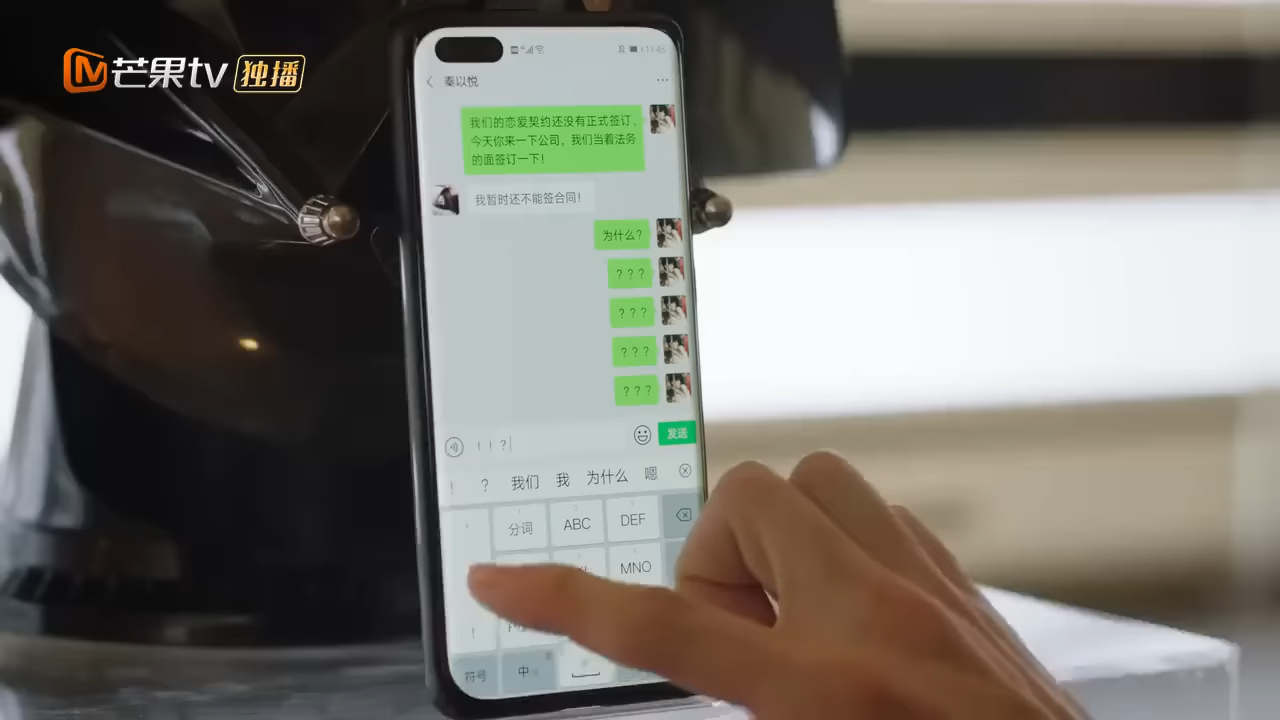 芒果tv 独播
11:45
秦以悦
我们的恋爱契约还没有正式签订，
今天你来一下公司，我们当着法务
的面签订一下！
我暂时还不能签合同！
为什么？
？？？
？？？
？？？
？？？
！！？
发送
！ ？ 我们 我 为什么 嗯
分词 ABC DEF
MNO
！
符号 中